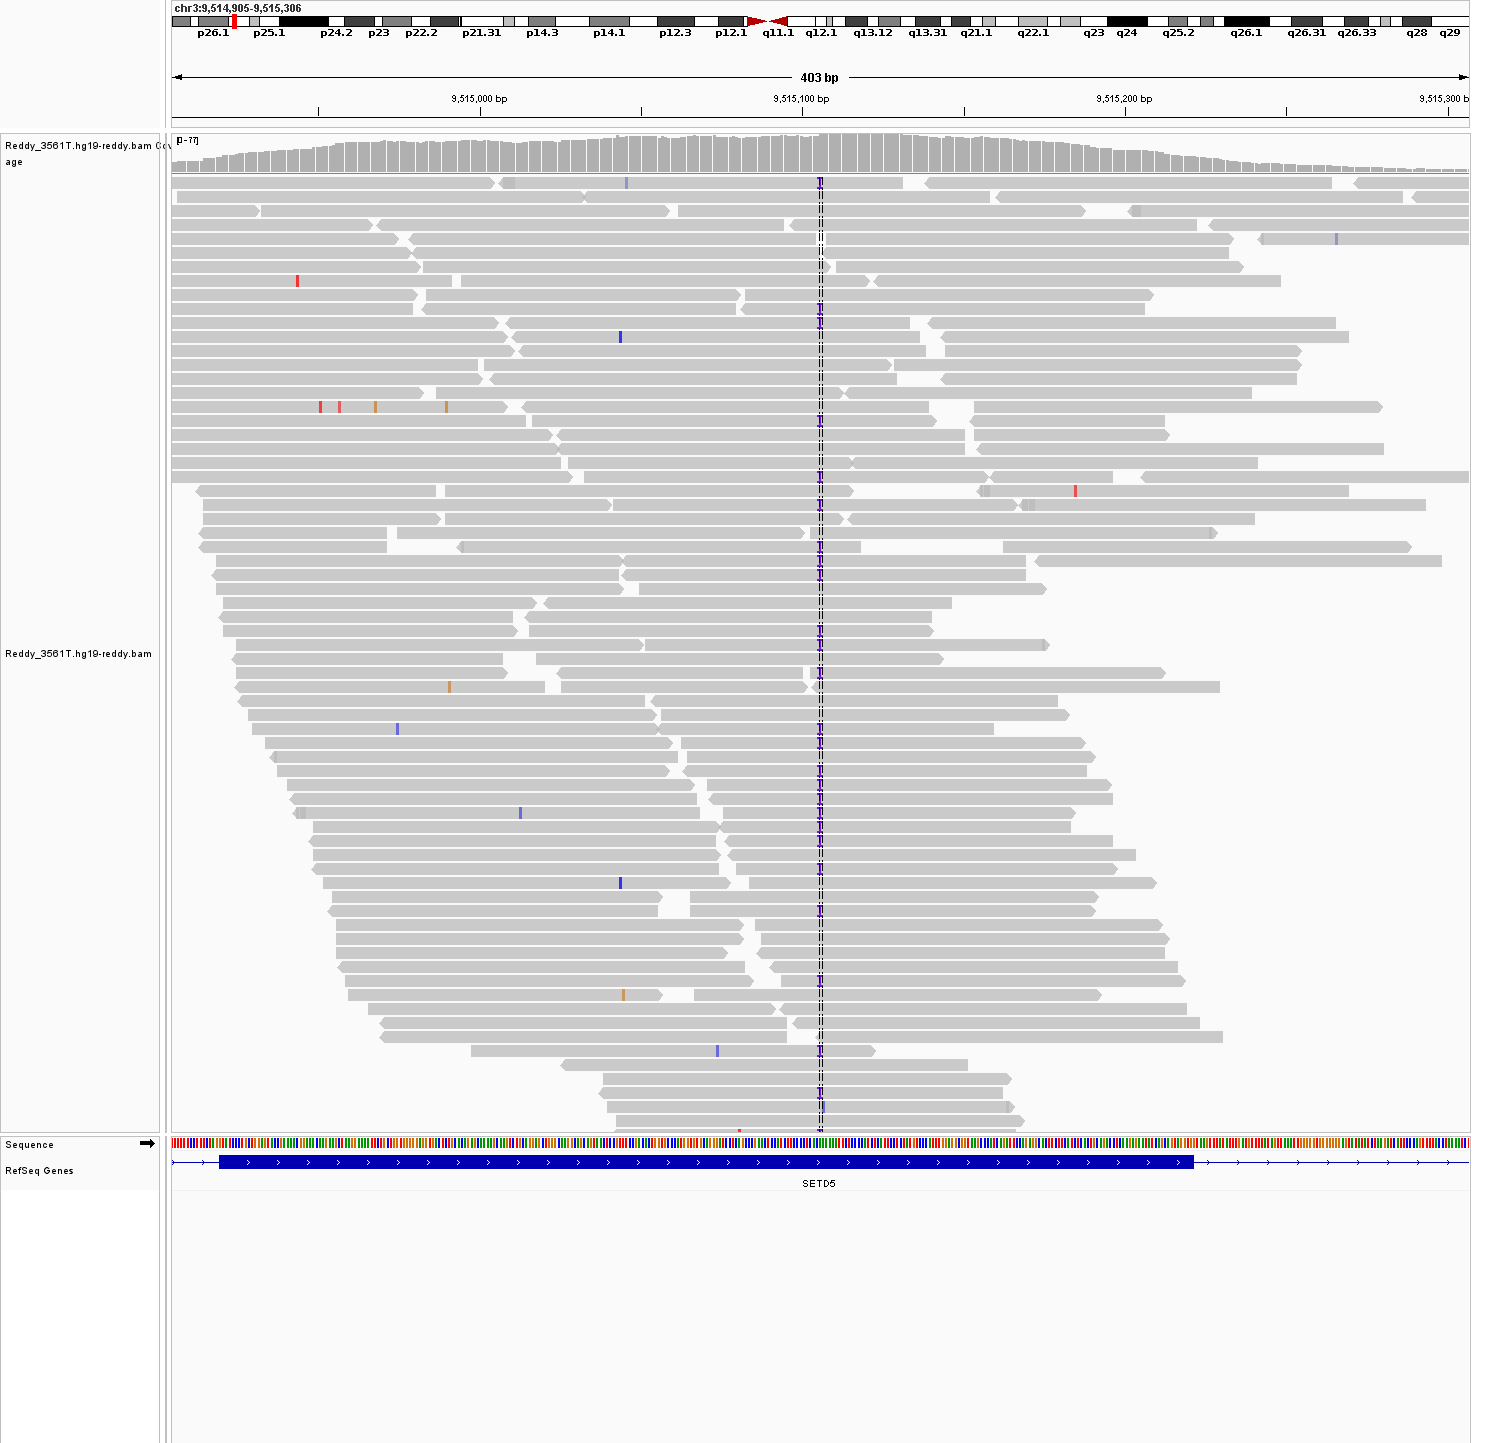 chr3:9,514,905-9,515,306
p26.1 p25.1 p24.2 p23 p22.2 p21.31 p14.3 p14.1 p12.3 p12.1 q11.1 q12.1 q13.12 q13.31 q21.1 q22.1 q23 q24 q25.2 q26.1 q26.31 q26.33 q28 q29
403 bp
9,515,000 bp 9,515,100 bp 9,515,200 bp 9,515,300 b
Reddy_3561T.hg19-reddy.bam Cov
age
[0-77]
Reddy_3561T.hg19-reddy.bam
Sequence
RefSeq Genes
SETD5